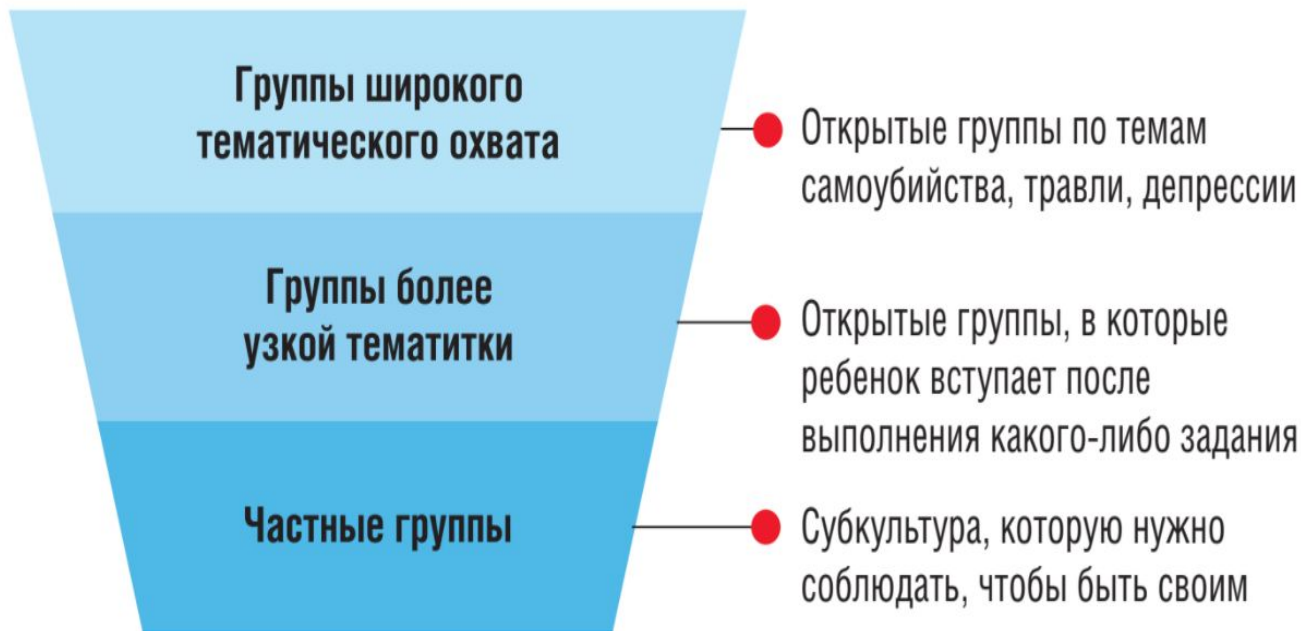 Группы широкого
тематического охвата
Открытые группы по темам
самоубийства, травли, депрессии
Группы более
узкой тематитки
Открытые группы, в которые
ребенок вступает после
выполнения какого-либо задания
Частные группы
Субкультура, которую нужно
соблюдать, чтобы быть своим